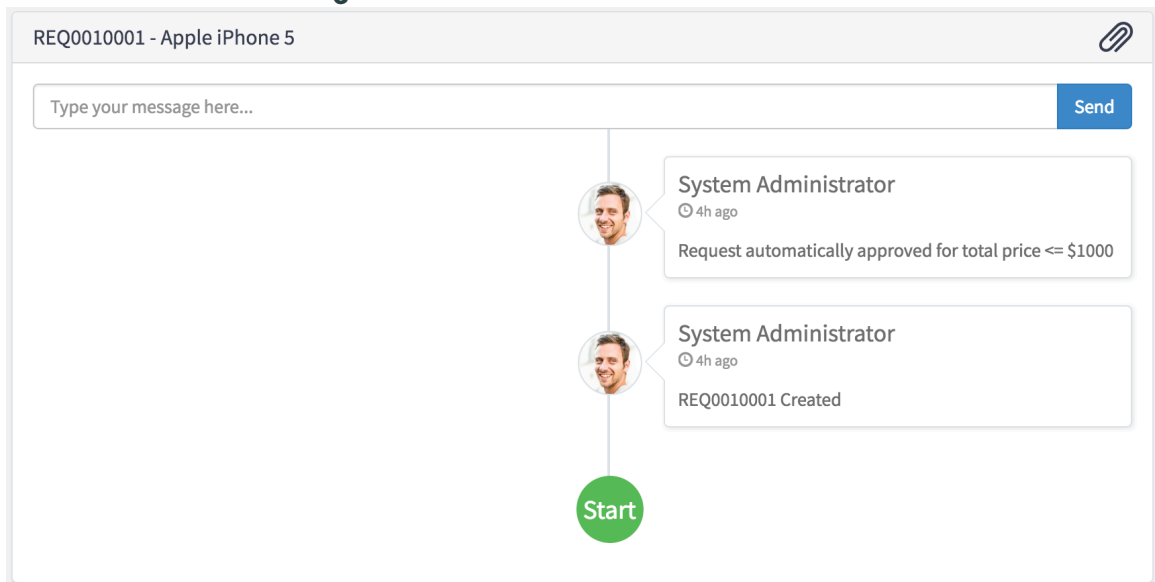 REQ0010001 - Apple iPhone 5
Type your message here...
Send
System Administrator
4h ago
Request automatically approved for total price <= $1000
System Administrator
4h ago
REQ0010001 Created
Start